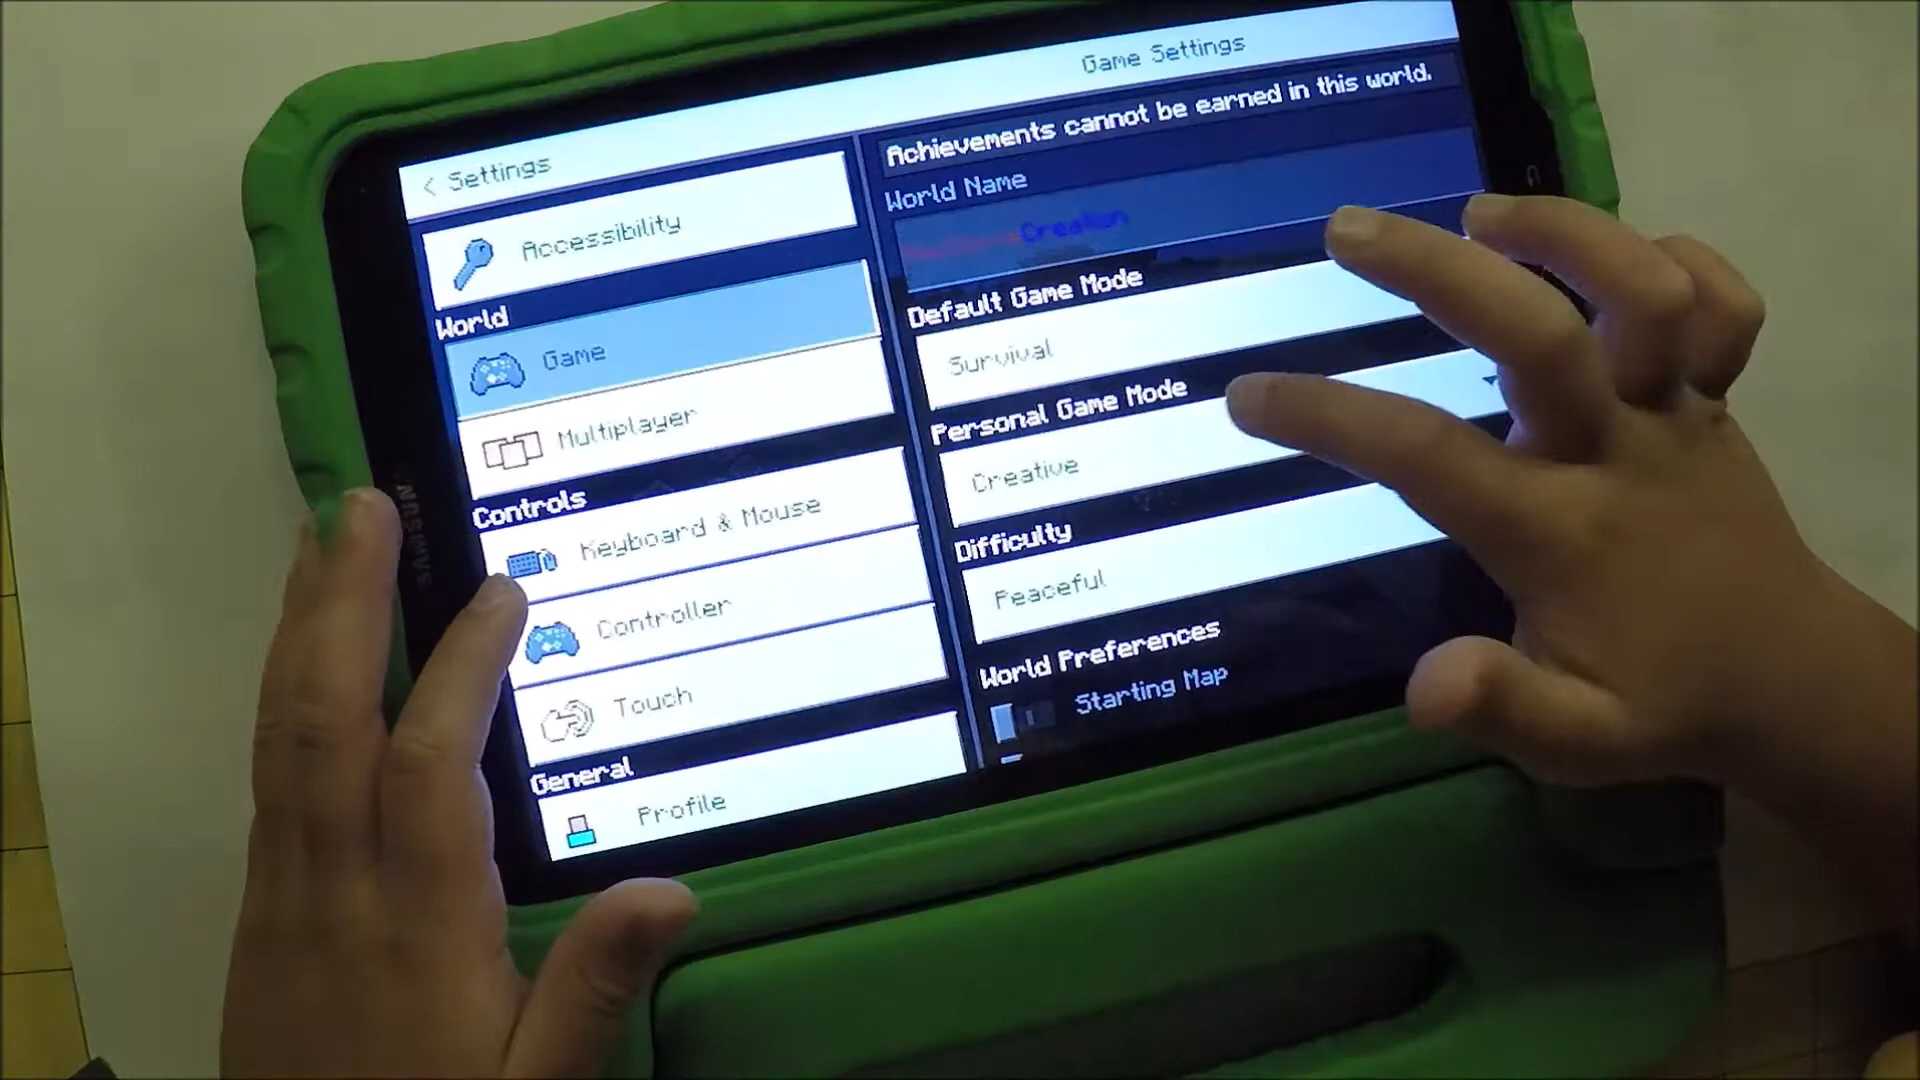 Game Settings
< Settings
Accessibility
World
Game
Multiplayer
Controls
Keyboard & Mouse
Controller
Touch
General
Profile
Achievements cannot be earned in this world.
World Name
Creation
Default Game Mode
Survival
Personal Game Mode
Creative
Difficulty
Peaceful
World Preferences
Starting Map
SAMSUNG